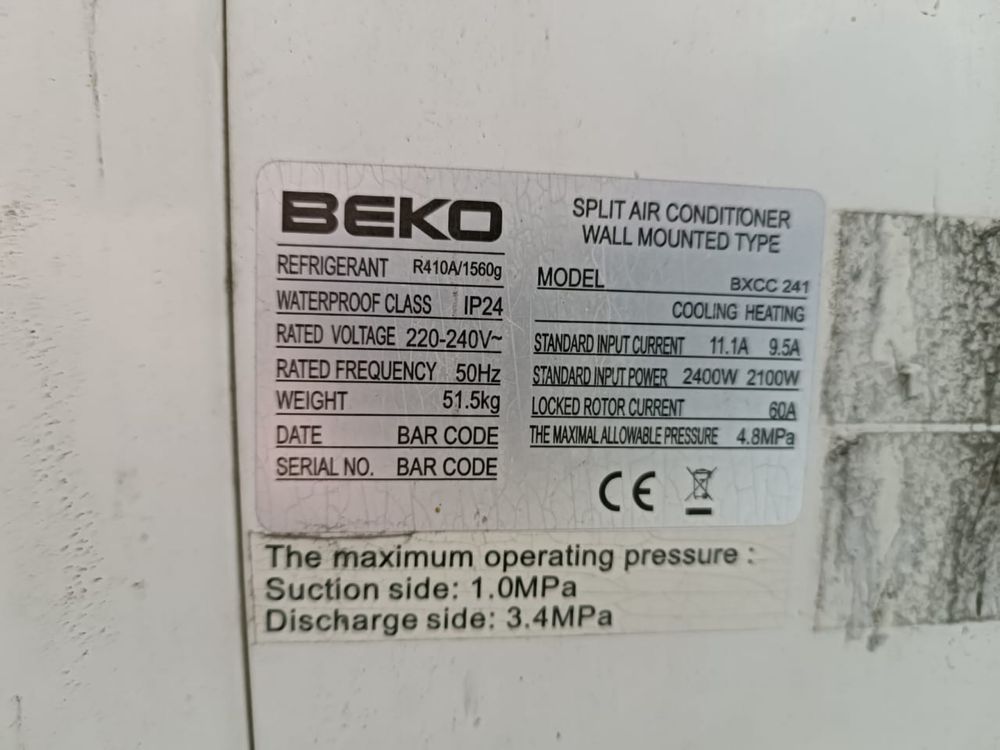 BEKO
REFRIGERANT R410A/1560g
WATERPROOF CLASS IP24
RATED VOLTAGE 220-240V~
RATED FREQUENCY 50Hz
WEIGHT 51.5kg
DATE BAR CODE
SERIAL NO. BAR CODE
SPLIT AIR CONDITIONER
WALL MOUNTED TYPE
MODEL BXCC 241
COOLING HEATING
STANDARD INPUT CURRENT 11.1A 9.5A
STANDARD INPUT POWER 2400W 2100W
LOCKED ROTOR CURRENT 60A
THE MAXIMAL ALLOWABLE PRESSURE 4.8MPa
CE
The maximum operating pressure :
Suction side: 1.0MPa
Discharge side: 3.4MPa